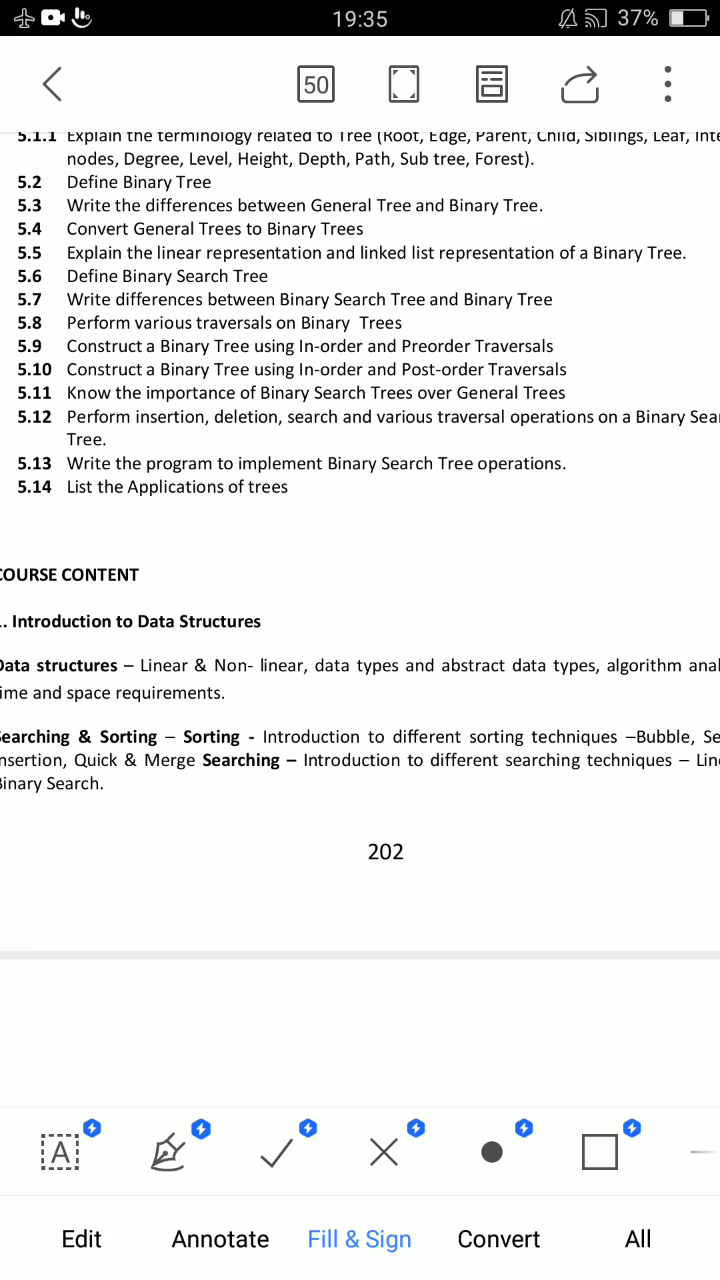 19:35
37%
50
5.1.1 Explain the terminology related to Tree (Root, Edge, Parent, Child, Siblings, Leaf,
nodes, Degree, Level, Height, Depth, Path, Sub tree, Forest).
5.2 Define Binary Tree
5.3 Write the differences between General Tree and Binary Tree.
5.4 Convert General Trees to Binary Trees
5.5 Explain the linear representation and linked list representation of a Binary Tree.
5.6 Define Binary Search Tree
5.7 Write differences between Binary Search Tree and Binary Tree
5.8 Perform various traversals on Binary Trees
5.9 Construct a Binary Tree using In-order and Preorder Traversals
5.10 Construct a Binary Tree using In-order and Post-order Traversals
5.11 Know the importance of Binary Search Trees over General Trees
5.12 Perform insertion, deletion, search and various traversal operations on a Binary Sea
Tree.
5.13 Write the program to implement Binary Search Tree operations.
5.14 List the Applications of trees
COURSE CONTENT
. Introduction to Data Structures
Data structures – Linear & Non- linear, data types and abstract data types, algorithm anal
ime and space requirements.
Searching & Sorting – Sorting - Introduction to different sorting techniques –Bubble, Se
nsertion, Quick & Merge Searching – Introduction to different searching techniques – Lin
Binary Search.
202
A
Edit Annotate Fill & Sign Convert All